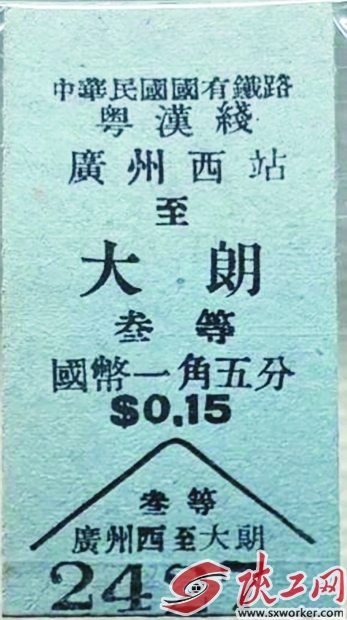 中華民國國有鐵路
粤漢綫
廣州西站
至
大朗
叁等
國幣一角五分
$0.15
叁等
廣州西至大朗
陕工网
www.sxworker.com